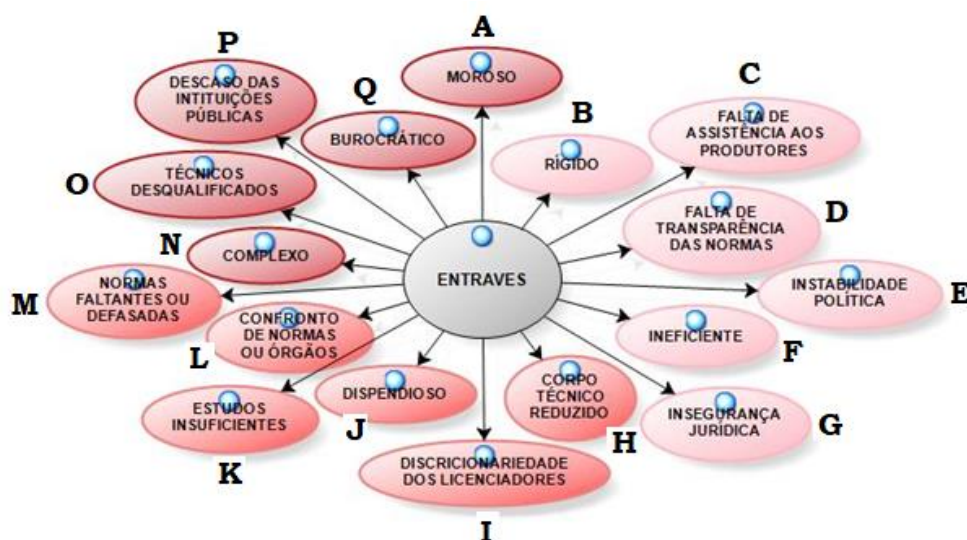 A
MOROSO
P
DESCASO DAS
INTITUIÇÕES
PÚBLICAS
Q
BUROCRÁTICO
B
RÍGIDO
C
FALTA DE
ASSISTÊNCIA AOS
PRODUTORES
O
TÉCNICOS
DESQUALIFICADOS
FALTA DE
TRANSPARÊNCIA
DAS NORMAS
D
N
COMPLEXO
ENTRAVES
M
NORMAS
FALTANTES OU
DEFASADAS
INSTABILIDADE
POLÍTICA
E
L
CONFRONTO
DE NORMAS
OU ÓRGÃOS
INEFICIENTE
F
ESTUDOS
INSUFICIENTES
K
DISPENDIOSO
J
CORPO
TÉCNICO
REDUZIDO
H
INSEGURANÇA
JURÍDICA
G
DISCRICIONARIEDADE
DOS LICENCIADORES
I